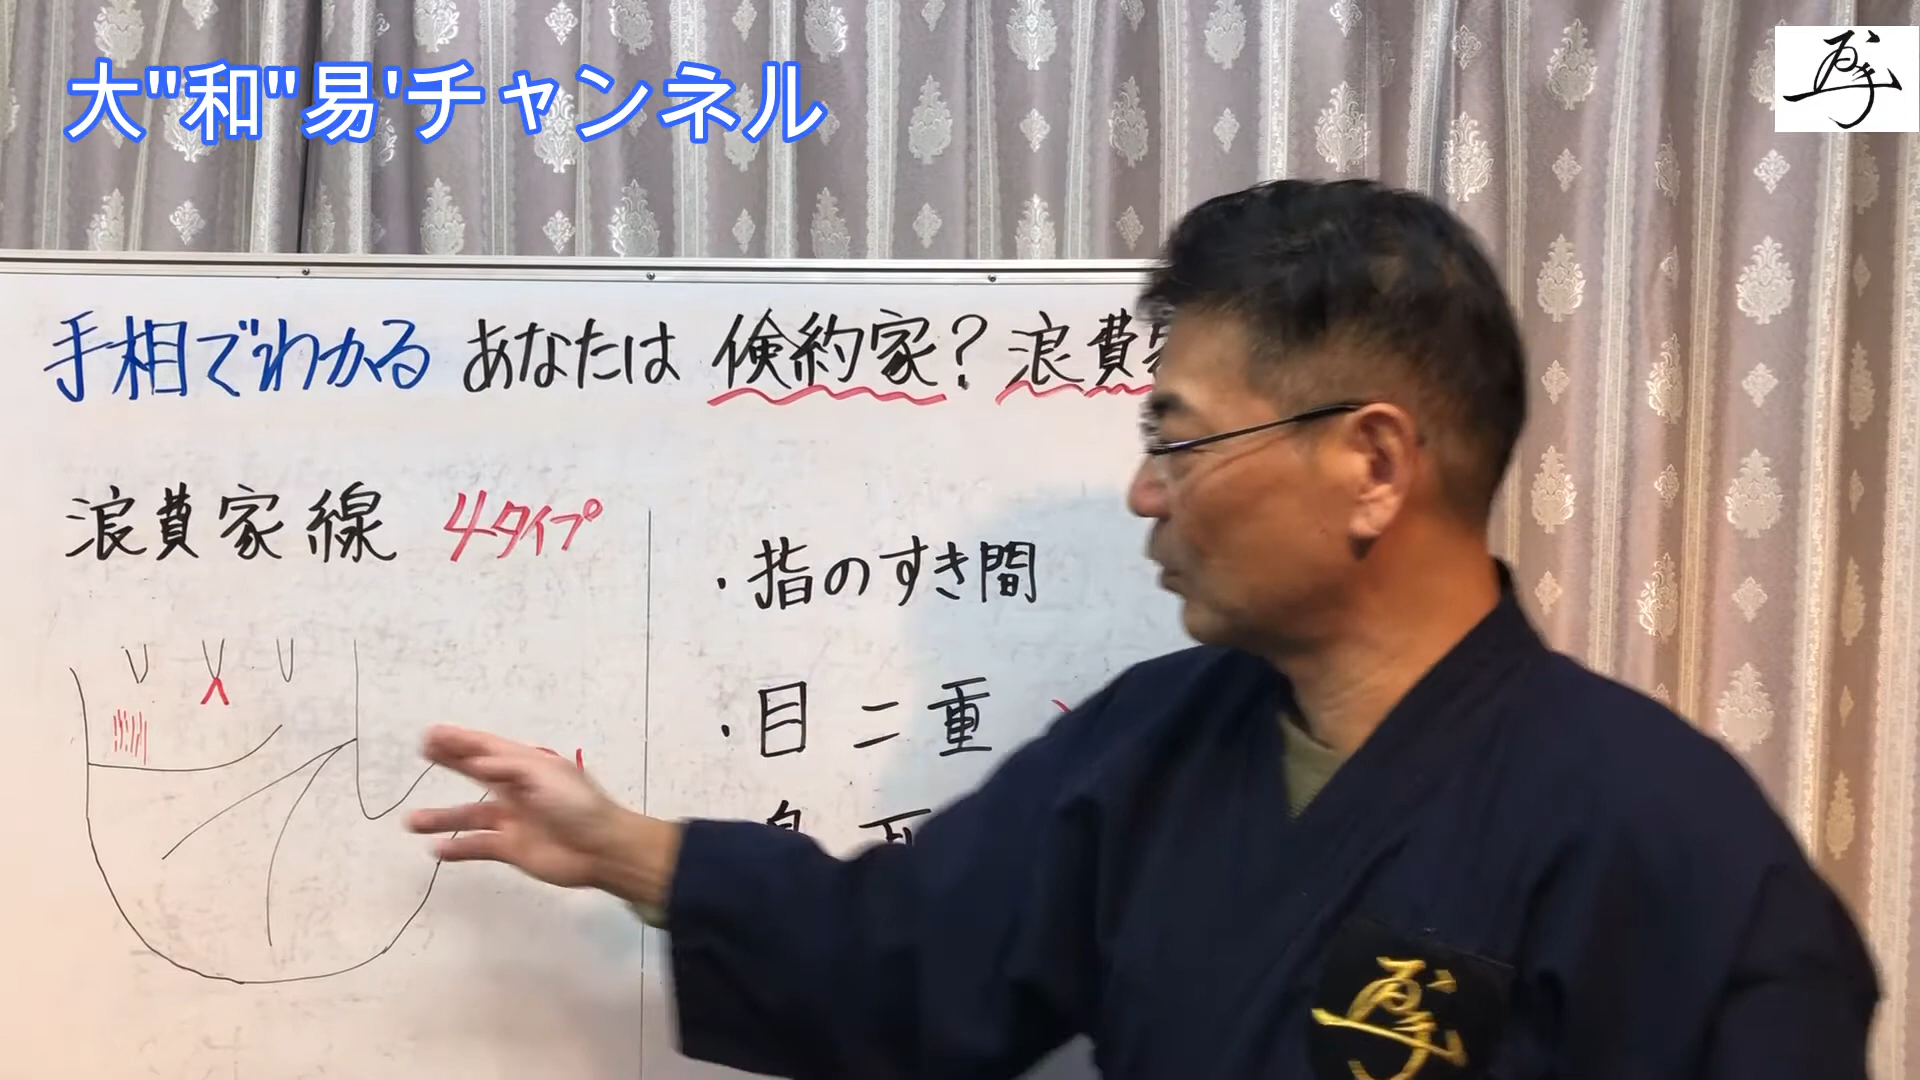 大"和"易'チャンネル
手相でわかる あなたは 倹約家？浪費家
浪費家線 4タイプ
・指のすき間
・目 二重